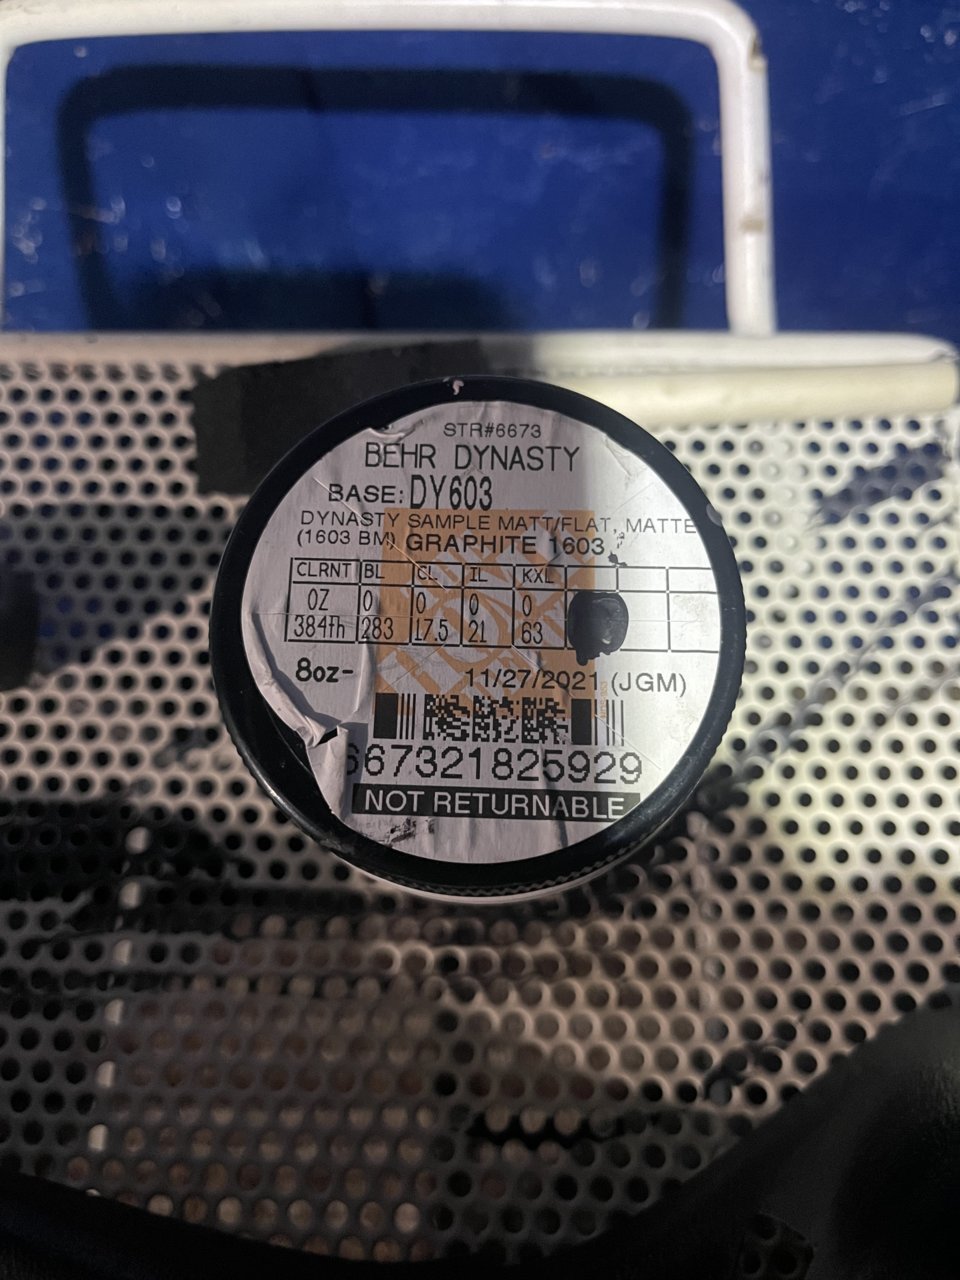 STR#6673
BEHR DYNASTY
BASE: DY603
DYNASTY SAMPLE MATT/FLAT, MATTE
(1603 BM) GRAPHITE 1603
CLRNT BL CL IL KXL
OZ 0 0 0 0
384th 283 17.5 21 63
8oz- 11/27/2021 (JGM)
667321825929
NOT RETURNABLE